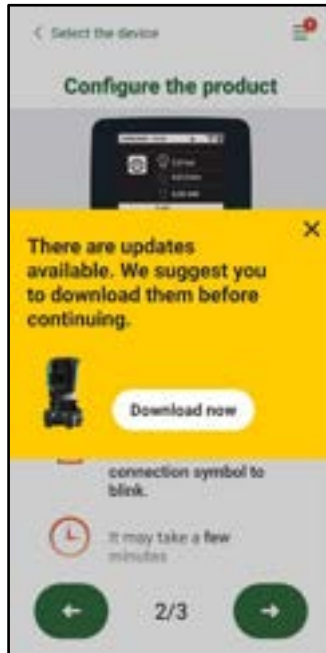 < Select the device
Configure the product
There are updates
available. We suggest you
to download them before
continuing.
Download now
connection symbol to
blink.
It may take a few
minutes
2/3